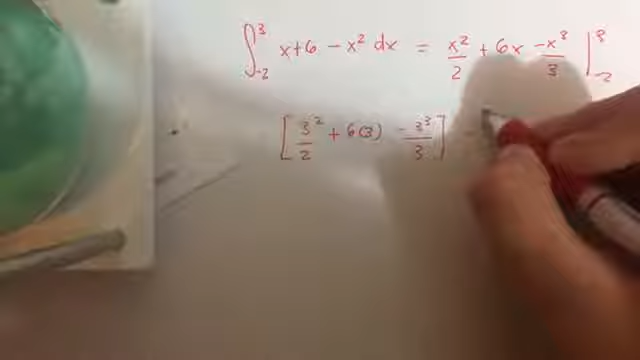 ∫₋₂³ x+6 − x² dx = x²/2 + 6x − x³/3 |₋₂³
[ 3²/2 + 6(3) − 3³/3 ]